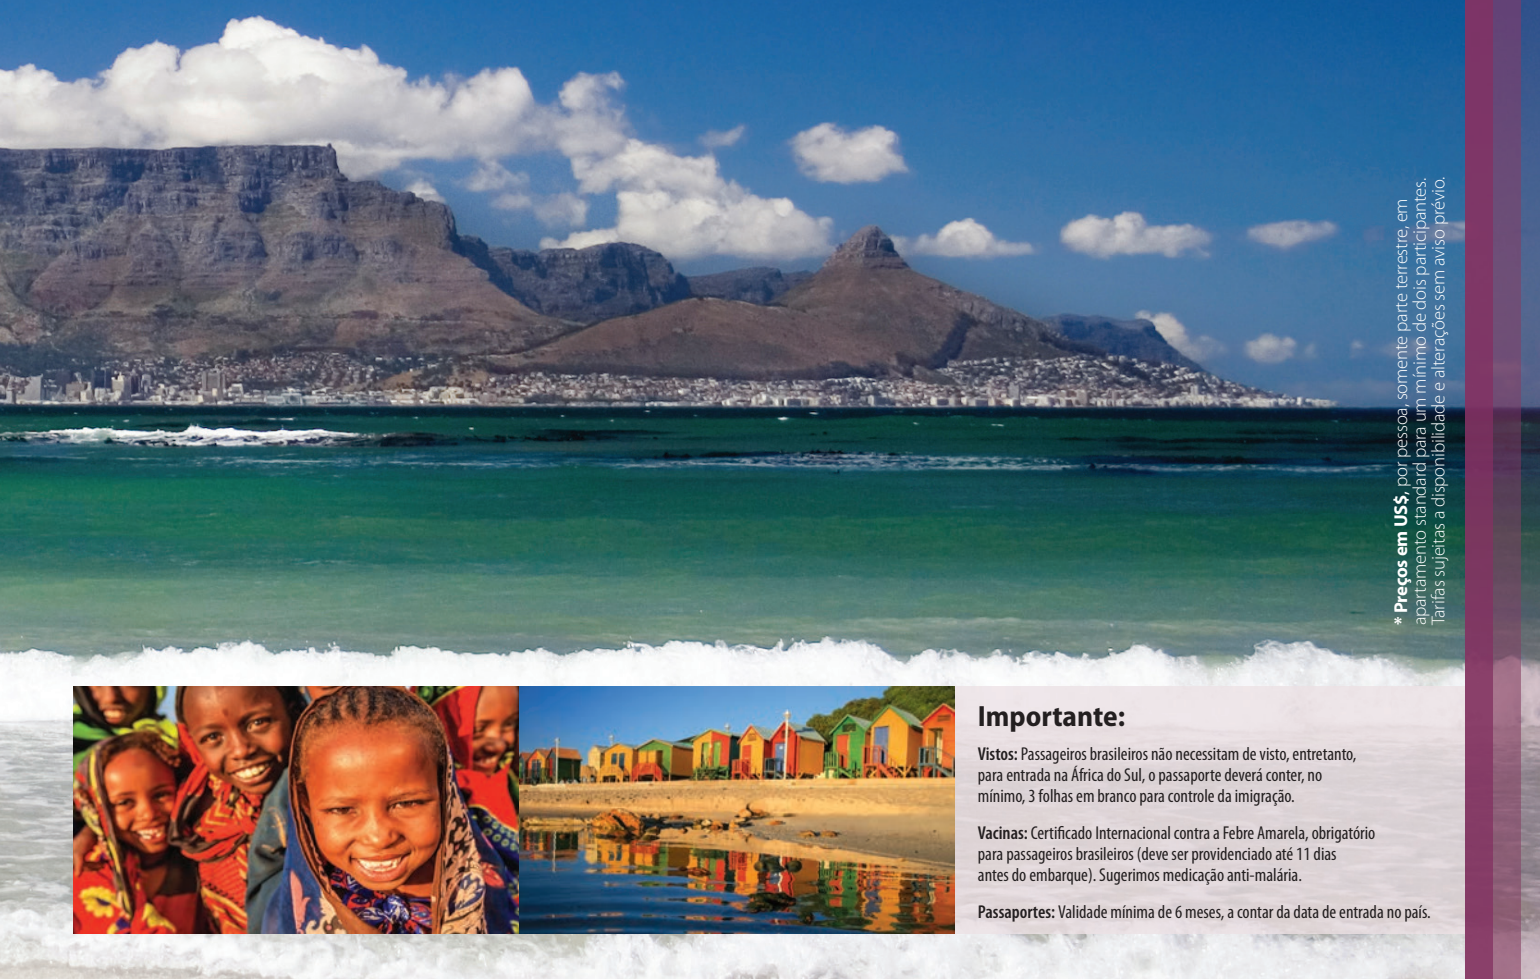 * Preços em US$, por pessoa, somente parte terrestre, em
apartamento standard para um mínimo de dois participantes.
Tarifas sujeitas a disponibilidade e alterações sem aviso prévio.
Importante:
Vistos: Passageiros brasileiros não necessitam de visto, entretanto,
para entrada na África do Sul, o passaporte deverá conter, no
mínimo, 3 folhas em branco para controle da imigração.
Vacinas: Certificado Internacional contra a Febre Amarela, obrigatório
para passageiros brasileiros (deve ser providenciado até 11 dias
antes do embarque). Sugerimos medicação anti-malária.
Passaportes: Validade mínima de 6 meses, a contar da data de entrada no país.